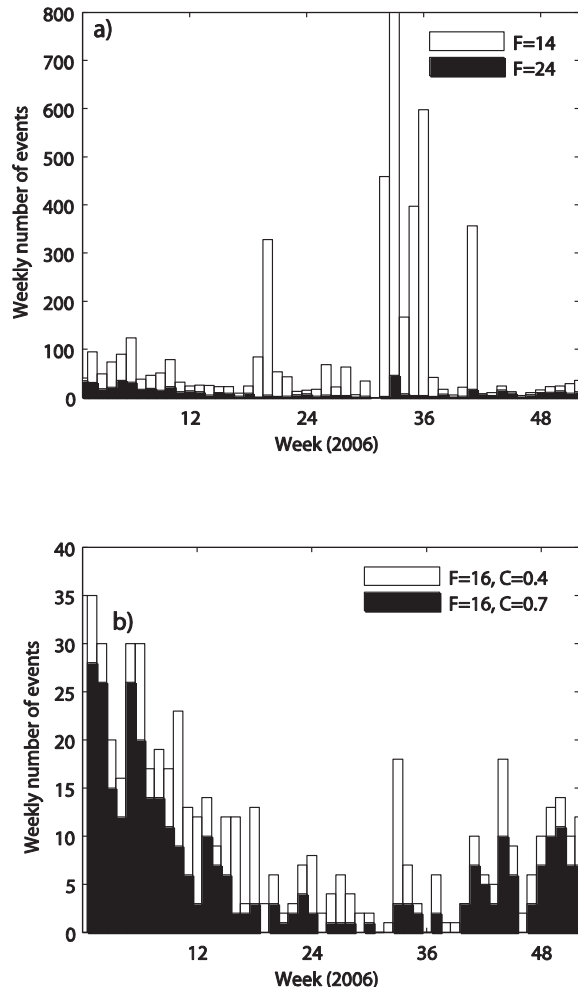 a)
F=14
F=24
800
700
600
500
400
300
200
100
0
Weekly number of events
12
24
36
48
Week (2006)
b)
F=16, C=0.4
F=16, C=0.7
40
35
30
25
20
15
10
5
0
Weekly number of events
12
24
36
48
Week (2006)